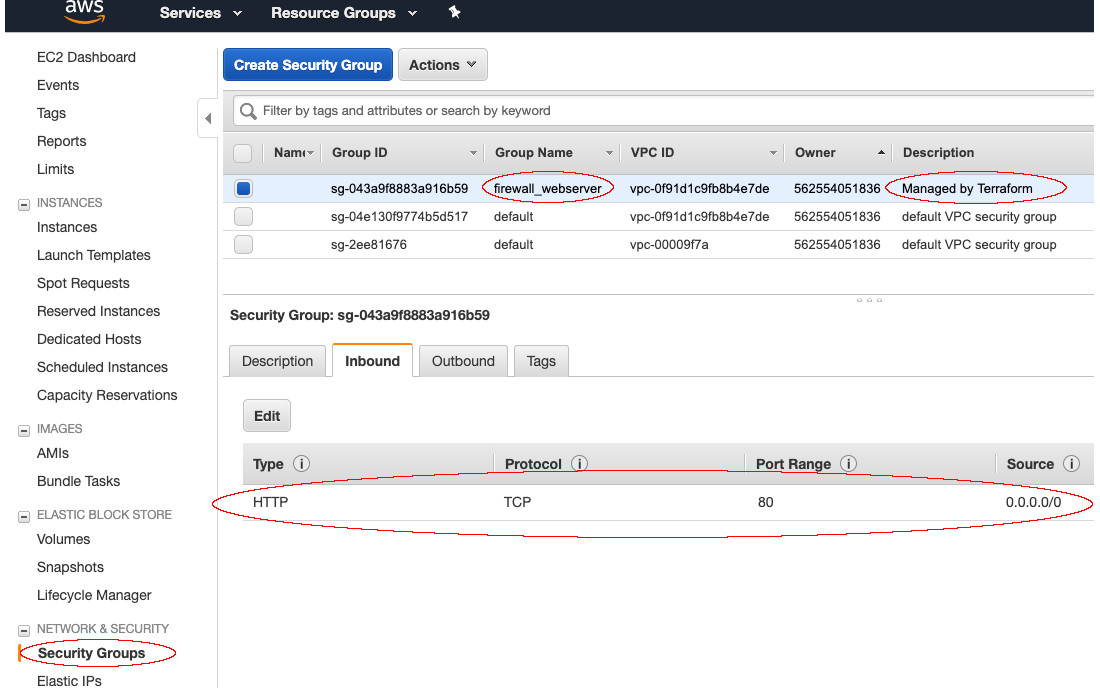 aws Services Resource Groups
EC2 Dashboard
Events
Tags
Reports
Limits
INSTANCES
Instances
Launch Templates
Spot Requests
Reserved Instances
Dedicated Hosts
Scheduled Instances
Capacity Reservations
IMAGES
AMIs
Bundle Tasks
ELASTIC BLOCK STORE
Volumes
Snapshots
Lifecycle Manager
NETWORK & SECURITY
Security Groups
Elastic IPs
Create Security Group Actions
Filter by tags and attributes or search by keyword
Name Group ID Group Name VPC ID Owner Description
sg-043a9f8883a916b59 firewall_webserver vpc-0f91d1c9fb8b4e7de 562554051836 Managed by Terraform
sg-04e130f9774b5d517 default vpc-0f91d1c9fb8b4e7de 562554051836 default VPC security group
sg-2ee81676 default vpc-00009f7a 562554051836 default VPC security group
Security Group: sg-043a9f8883a916b59
Description Inbound Outbound Tags
Edit
Type Protocol Port Range Source
HTTP TCP 80 0.0.0.0/0